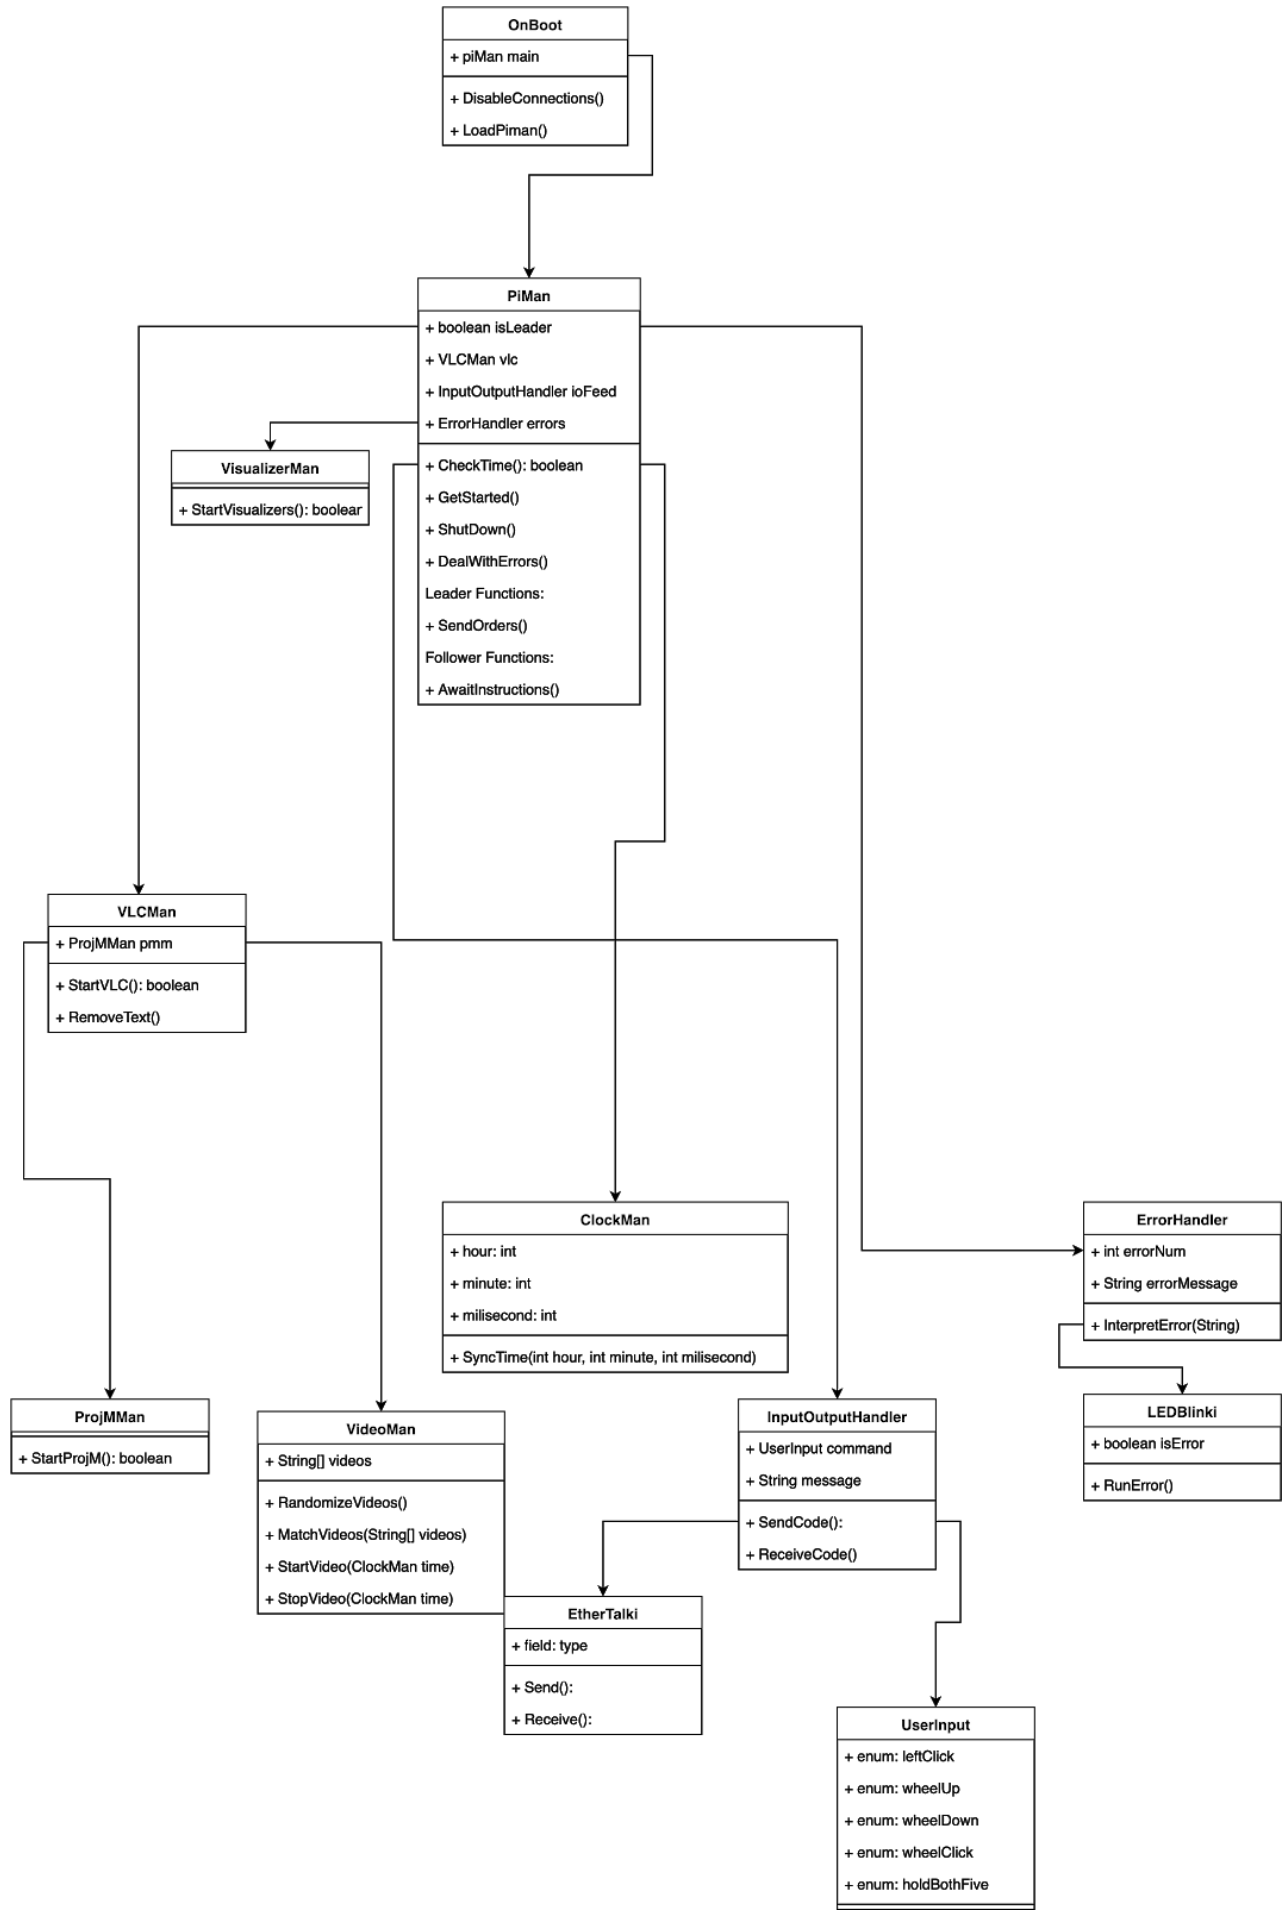 OnBoot
+ piMan main
+ DisableConnections()
+ LoadPiman()
PiMan
+ boolean isLeader
+ VLCMan vlc
+ InputOutputHandler ioFeed
+ ErrorHandler errors
+ CheckTime(): boolean
+ GetStarted()
+ ShutDown()
+ DealWithErrors()
Leader Functions:
+ SendOrders()
Follower Functions:
+ AwaitInstructions()
VisualizerMan
+ StartVisualizers(): boolear
VLCMan
+ ProjMMan pmm
+ StartVLC(): boolean
+ RemoveText()
ClockMan
+ hour: int
+ minute: int
+ milisecond: int
+ SyncTime(int hour, int minute, int milisecond)
ErrorHandler
+ int errorNum
+ String errorMessage
+ InterpretError(String)
LEDBlinki
+ boolean isError
+ RunError()
ProjMMan
+ StartProjM(): boolean
VideoMan
+ String[] videos
+ RandomizeVideos()
+ MatchVideos(String[] videos)
+ StartVideo(ClockMan time)
+ StopVideo(ClockMan time)
InputOutputHandler
+ UserInput command
+ String message
+ SendCode():
+ ReceiveCode()
EtherTalki
+ field: type
+ Send():
+ Receive():
UserInput
+ enum: leftClick
+ enum: wheelUp
+ enum: wheelDown
+ enum: wheelClick
+ enum: holdBothFive